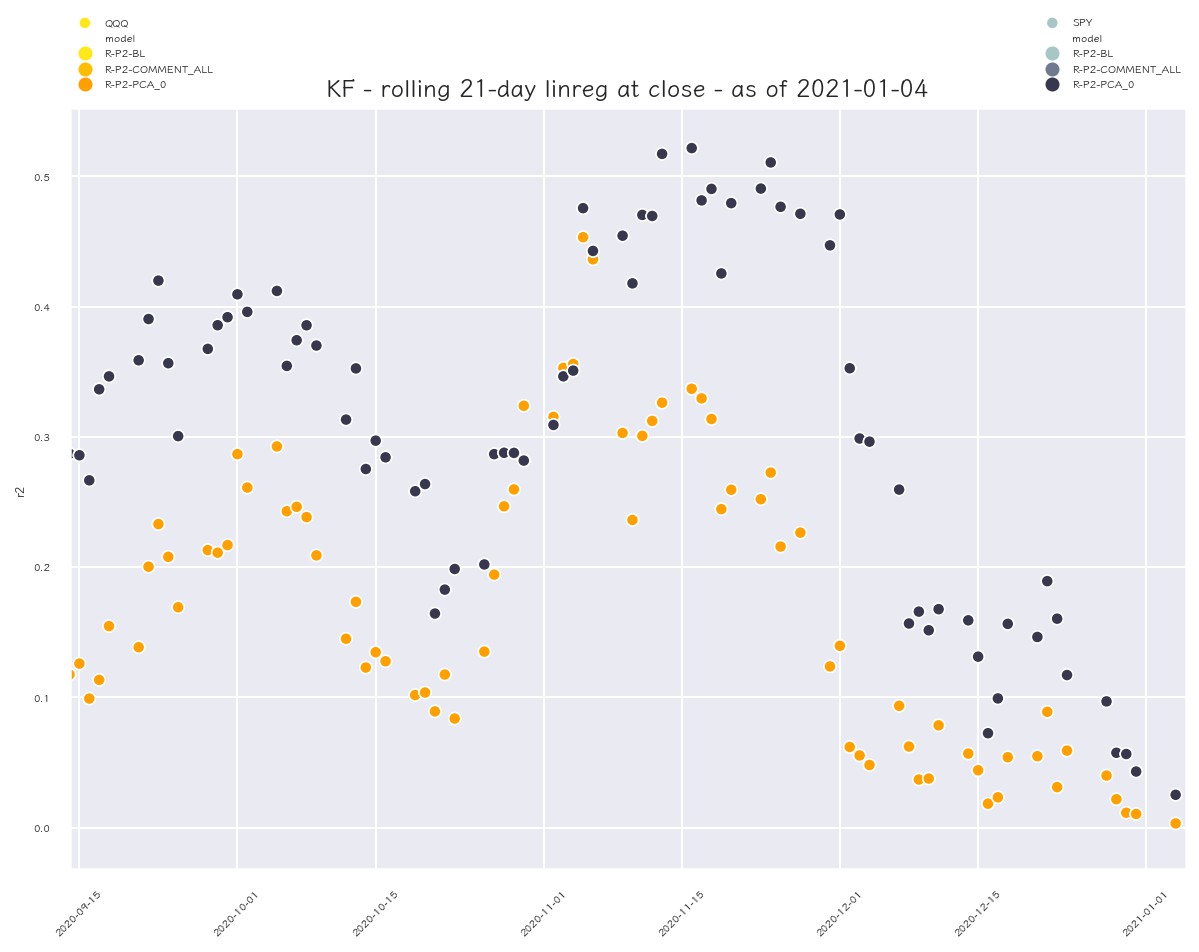 QQQ
model
R-P2-BL
R-P2-COMMENT_ALL
R-P2-PCA_0
SPY
model
R-P2-BL
R-P2-COMMENT_ALL
R-P2-PCA_0
KF - rolling 21-day linreg at close - as of 2021-01-04
r2
0.5
0.4
0.3
0.2
0.1
0.0
2020-09-15
2020-10-01
2020-10-15
2020-11-01
2020-11-15
2020-12-01
2020-12-15
2021-01-01